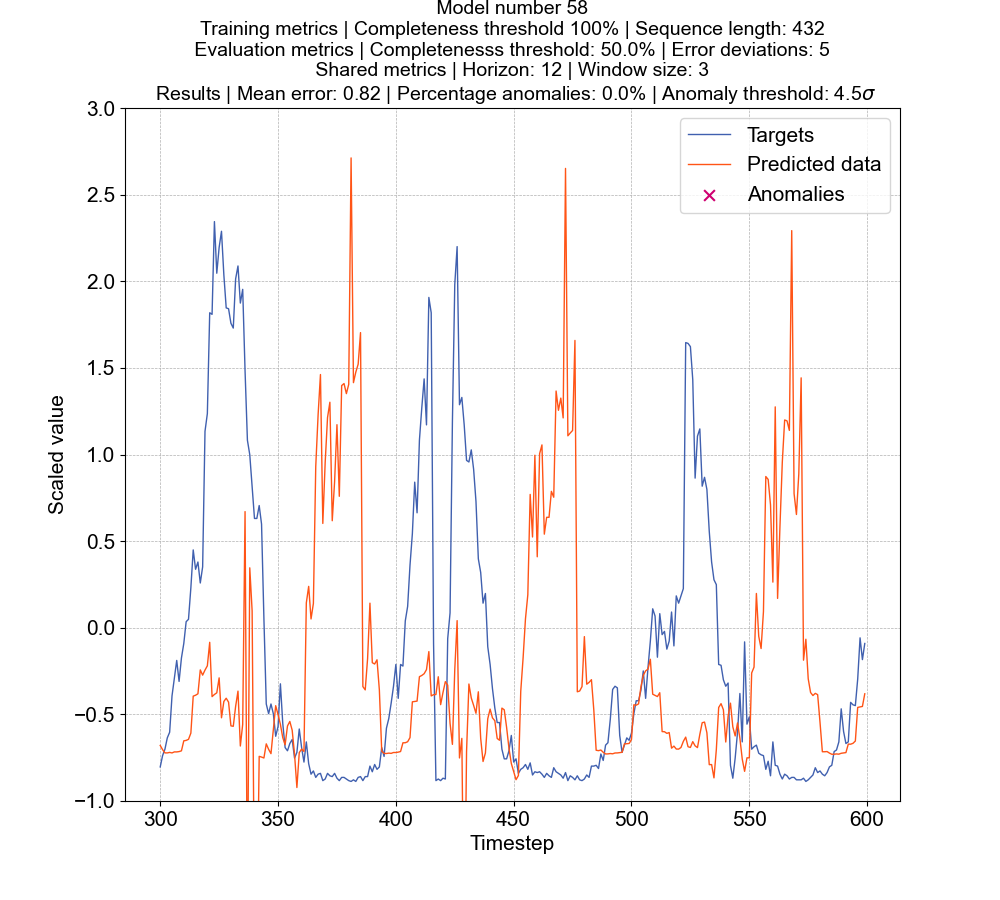 Model number 58
Training metrics | Completeness threshold 100% | Sequence length: 432
Evaluation metrics | Completenesss threshold: 50.0% | Error deviations: 5
Shared metrics | Horizon: 12 | Window size: 3
Results | Mean error: 0.82 | Percentage anomalies: 0.0% | Anomaly threshold: 4.5σ
Targets
Predicted data
Anomalies
Scaled value
3.0
2.5
2.0
1.5
1.0
0.5
0.0
−0.5
−1.0
300 350 400 450 500 550 600
Timestep